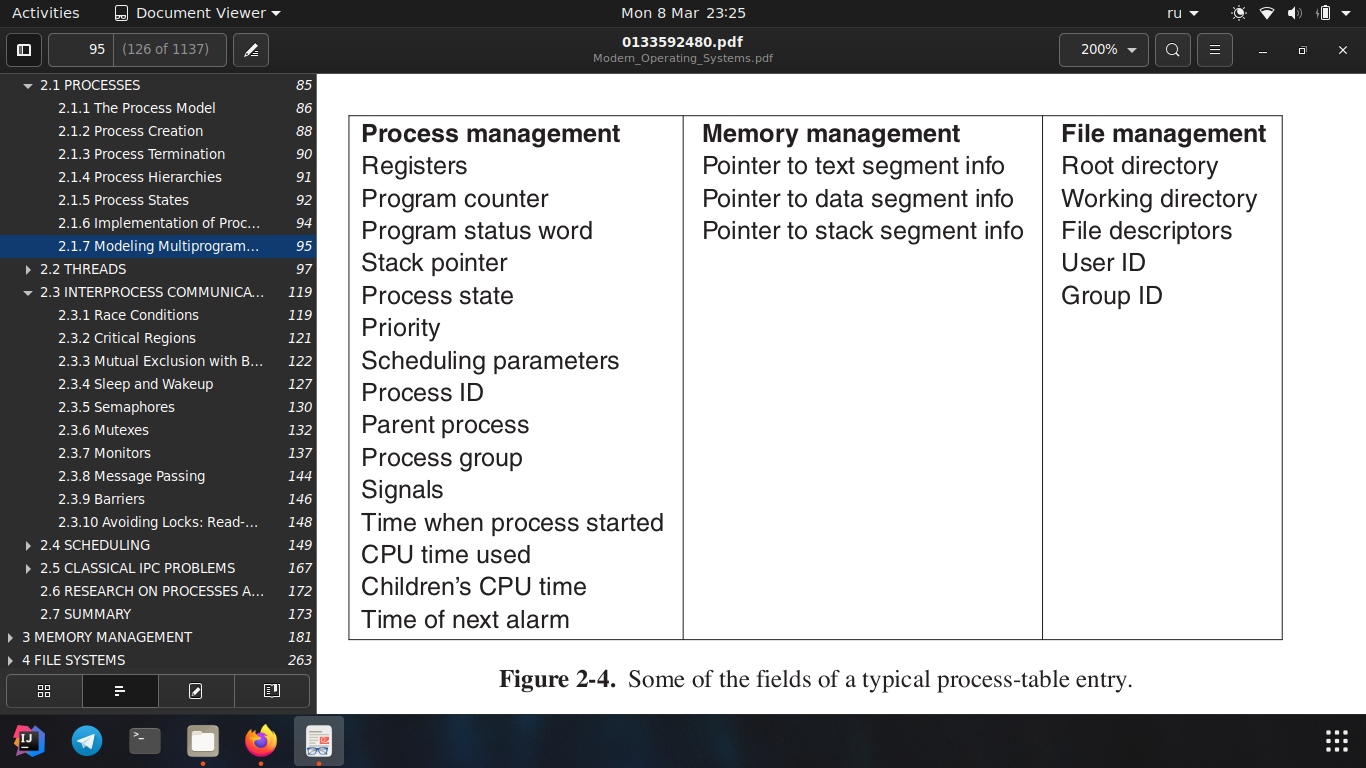 Activities
Document Viewer
Mon 8 Mar 23:25
ru
95
(126 of 1137)
0133592480.pdf
Modern_Operating_Systems.pdf
200%
2.1 PROCESSES 85
2.1.1 The Process Model 86
2.1.2 Process Creation 88
2.1.3 Process Termination 90
2.1.4 Process Hierarchies 91
2.1.5 Process States 92
2.1.6 Implementation of Proc... 94
2.1.7 Modeling Multiprogram... 95
2.2 THREADS 97
2.3 INTERPROCESS COMMUNICA... 119
2.3.1 Race Conditions 119
2.3.2 Critical Regions 121
2.3.3 Mutual Exclusion with B... 122
2.3.4 Sleep and Wakeup 127
2.3.5 Semaphores 130
2.3.6 Mutexes 132
2.3.7 Monitors 137
2.3.8 Message Passing 144
2.3.9 Barriers 146
2.3.10 Avoiding Locks: Read-... 148
2.4 SCHEDULING 149
2.5 CLASSICAL IPC PROBLEMS 167
2.6 RESEARCH ON PROCESSES A... 172
2.7 SUMMARY 173
3 MEMORY MANAGEMENT 181
4 FILE SYSTEMS 263
Process management
Registers
Program counter
Program status word
Stack pointer
Process state
Priority
Scheduling parameters
Process ID
Parent process
Process group
Signals
Time when process started
CPU time used
Children's CPU time
Time of next alarm
Memory management
Pointer to text segment info
Pointer to data segment info
Pointer to stack segment info
File management
Root directory
Working directory
File descriptors
User ID
Group ID
Figure 2-4. Some of the fields of a typical process-table entry.
IJ
>_